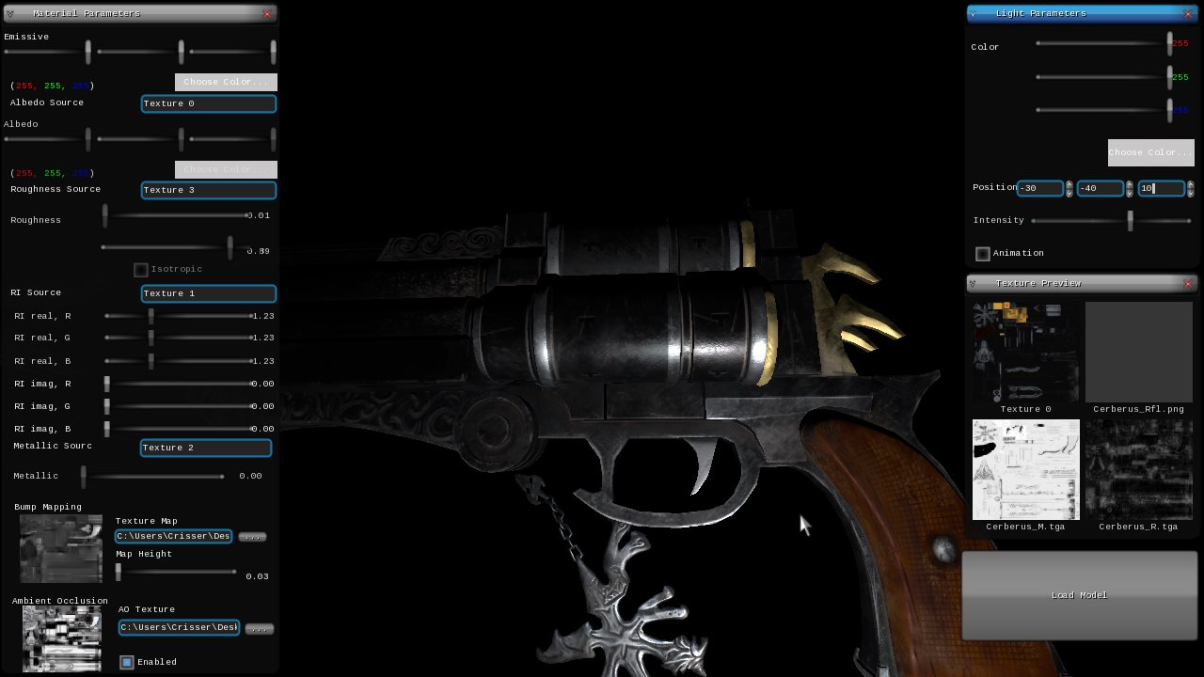 Material Parameters
Emissive
(255, 255, 255)
Choose Color...
Albedo Source
Texture 0
Albedo
(255, 255, 255)
Choose Color...
Roughness Source
Texture 3
Roughness
0.01
Isotropic
RI Source
Texture 1
RI real, R
1.23
RI real, G
1.23
RI real, B
1.23
RI imag, R
0.00
RI imag, G
0.00
RI imag, B
0.00
Metallic Sourc
Texture 2
Metallic
0.00
Bump Mapping
Texture Map
C:\Users\Crisser\Des
...
Map Height
0.03
Ambient Occlusion
AO Texture
C:\Users\Crisser\Desk
...
Enabled
Light Parameters
Color
255
255
255
Choose Color...
Position
-30
-40
10
Intensity
Animation
Texture Preview
Texture 0
Cerberus_Rfl.png
Cerberus_M.tga
Cerberus_R.tga
Load Model